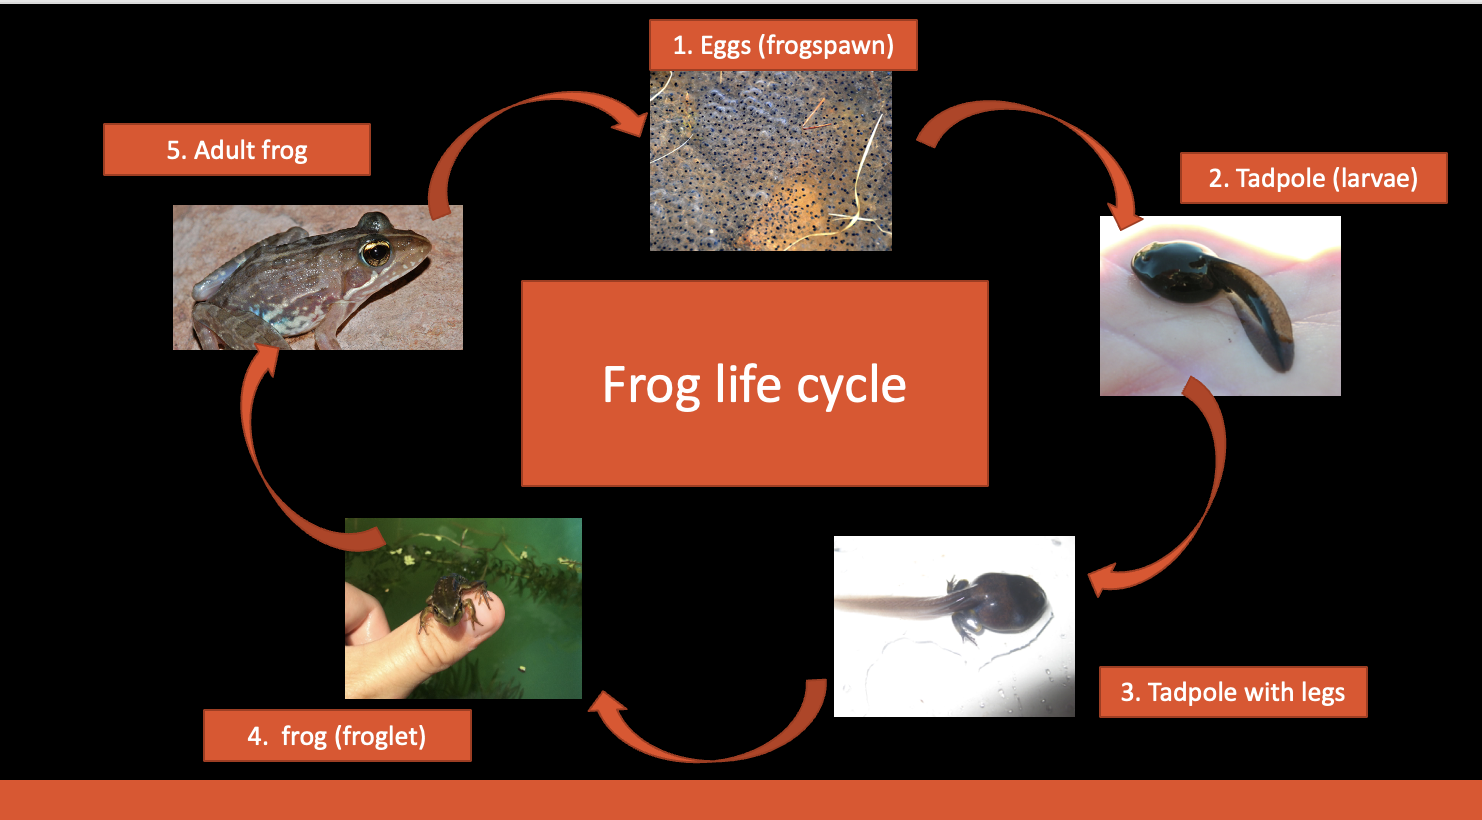 1. Eggs (frogspawn)
2. Tadpole (larvae)
3. Tadpole with legs
4.  frog (froglet)
5. Adult frog
Frog life cycle